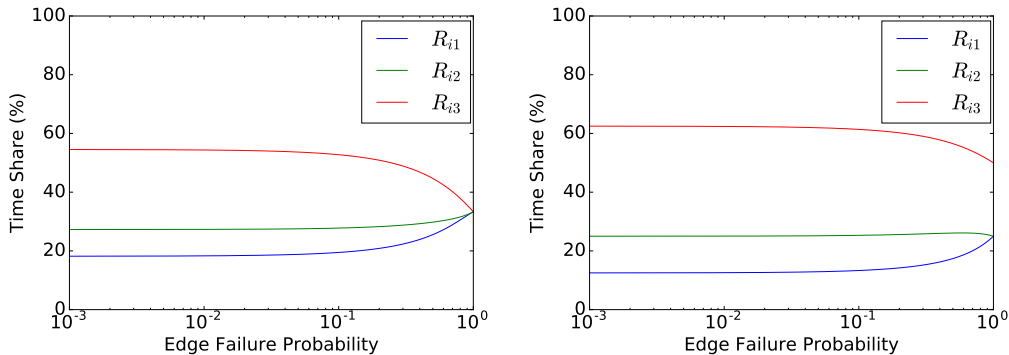 100
80
60
40
20
0
Time Share (%)
R_{i1}
R_{i2}
R_{i3}
10^{-3}
10^{-2}
10^{-1}
10^{0}
Edge Failure Probability
100
80
60
40
20
0
Time Share (%)
R_{i1}
R_{i2}
R_{i3}
10^{-3}
10^{-2}
10^{-1}
10^{0}
Edge Failure Probability